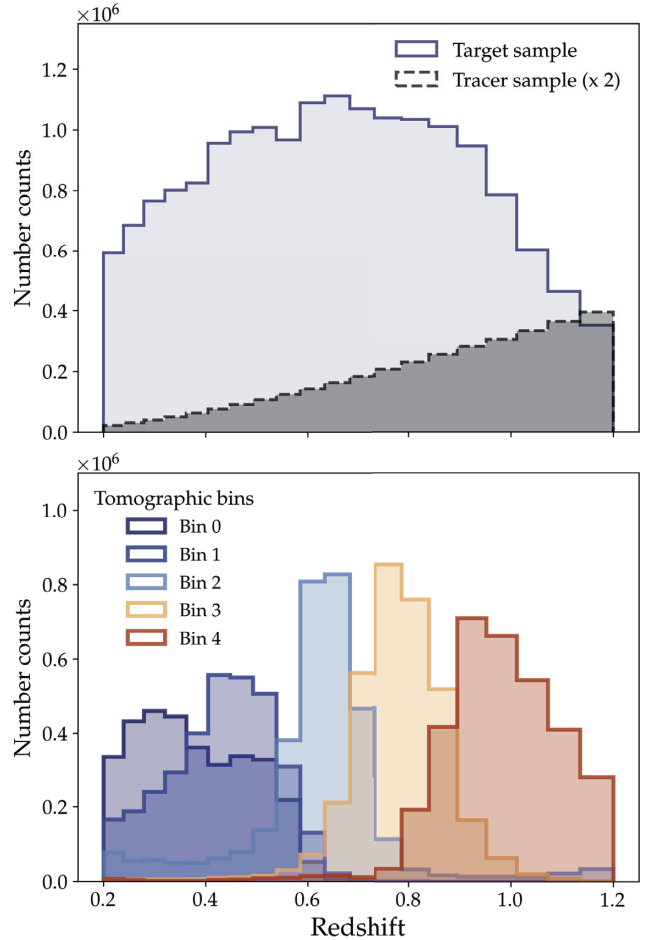 ×10⁶
Target sample
Tracer sample (x 2)
1.2
1.0
0.8
0.6
0.4
0.2
0.0
Number counts
×10⁶
Tomographic bins
Bin 0
Bin 1
Bin 2
Bin 3
Bin 4
1.0
0.8
0.6
0.4
0.2
0.0
Number counts
0.2 0.4 0.6 0.8 1.0 1.2
Redshift